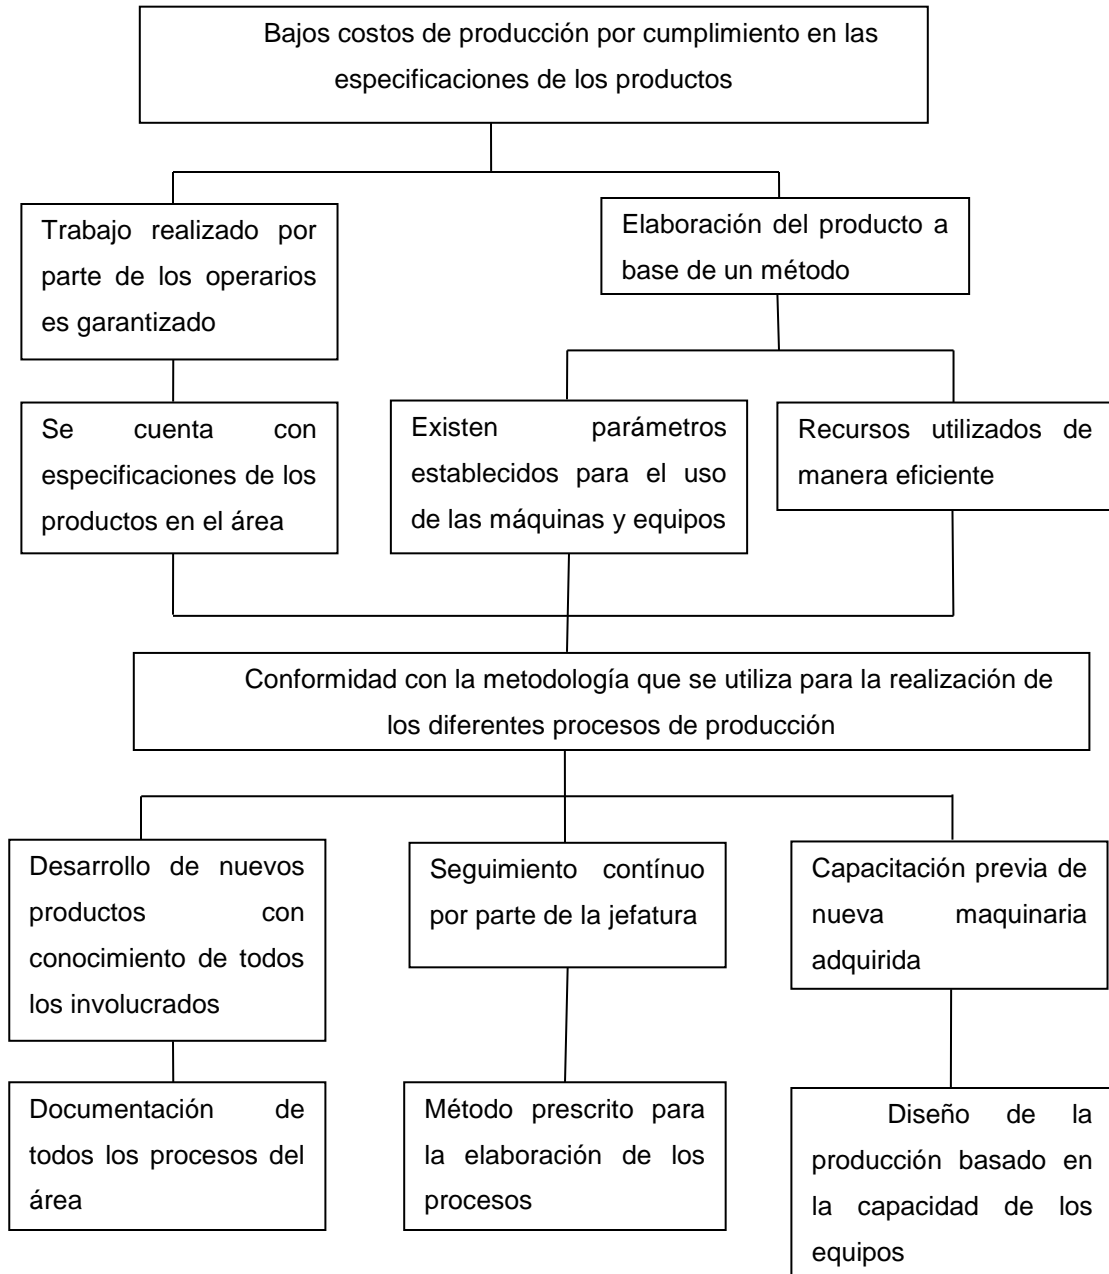 Bajos costos de producción por cumplimiento en las
especificaciones de los productos
Trabajo realizado por
parte de los operarios
es garantizado
Elaboración del producto a
base de un método
Se cuenta con
especificaciones de los
productos en el área
Existen parámetros
establecidos para el uso
de las máquinas y equipos
Recursos utilizados de
manera eficiente
Conformidad con la metodología que se utiliza para la realización de
los diferentes procesos de producción
Desarrollo de nuevos
productos con
conocimiento de todos
los involucrados
Seguimiento contínuo
por parte de la jefatura
Capacitación previa de
nueva maquinaria
adquirida
Documentación de
todos los procesos del
área
Método prescrito para
la elaboración de los
procesos
Diseño de la
producción basado en
la capacidad de los
equipos